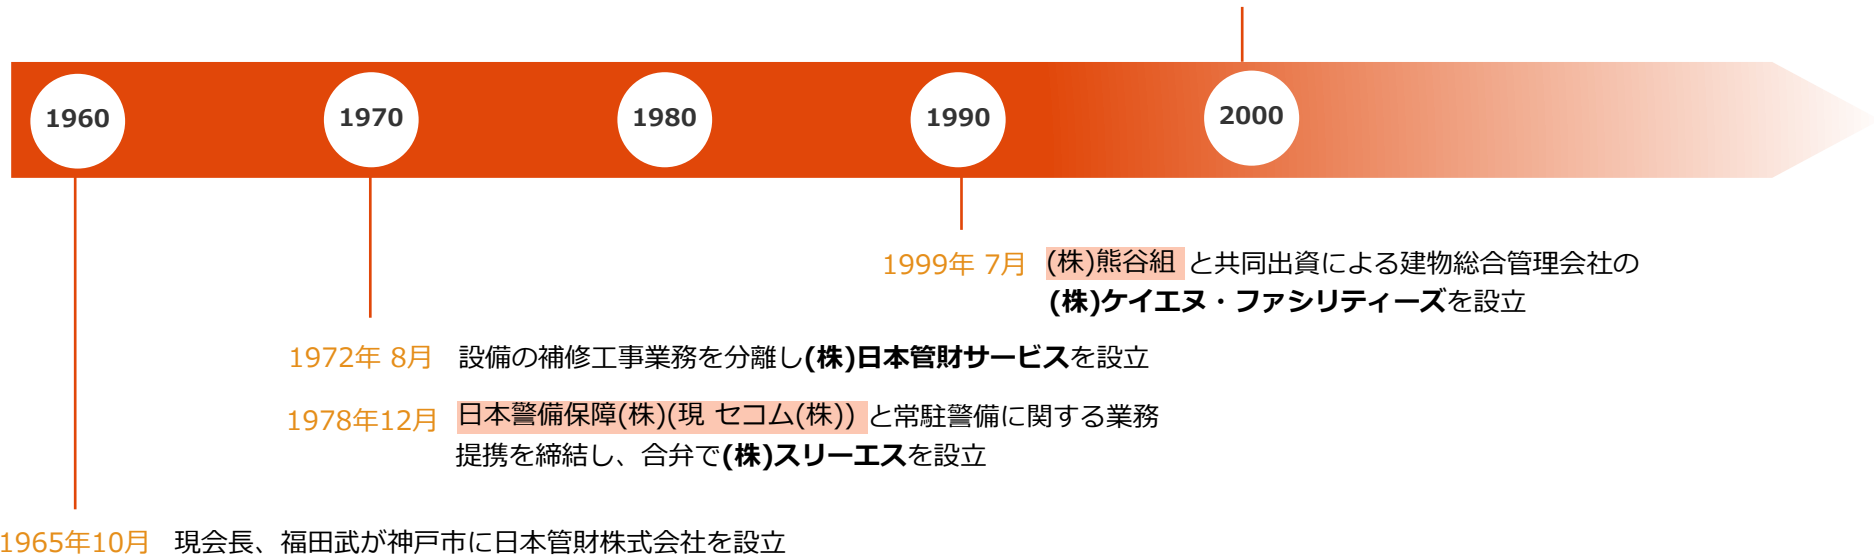 1960
1970
1980
1990
2000
1999年 7月 (株)熊谷組 と共同出資による建物総合管理会社の
(株)ケイエヌ・ファシリティーズを設立
1972年 8月 設備の補修工事業務を分離し(株)日本管財サービスを設立
1978年12月 日本警備保障(株)(現 セコム(株)) と常駐警備に関する業務
提携を締結し、合弁で(株)スリーエスを設立
1965年10月 現会長、福田武が神戸市に日本管財株式会社を設立